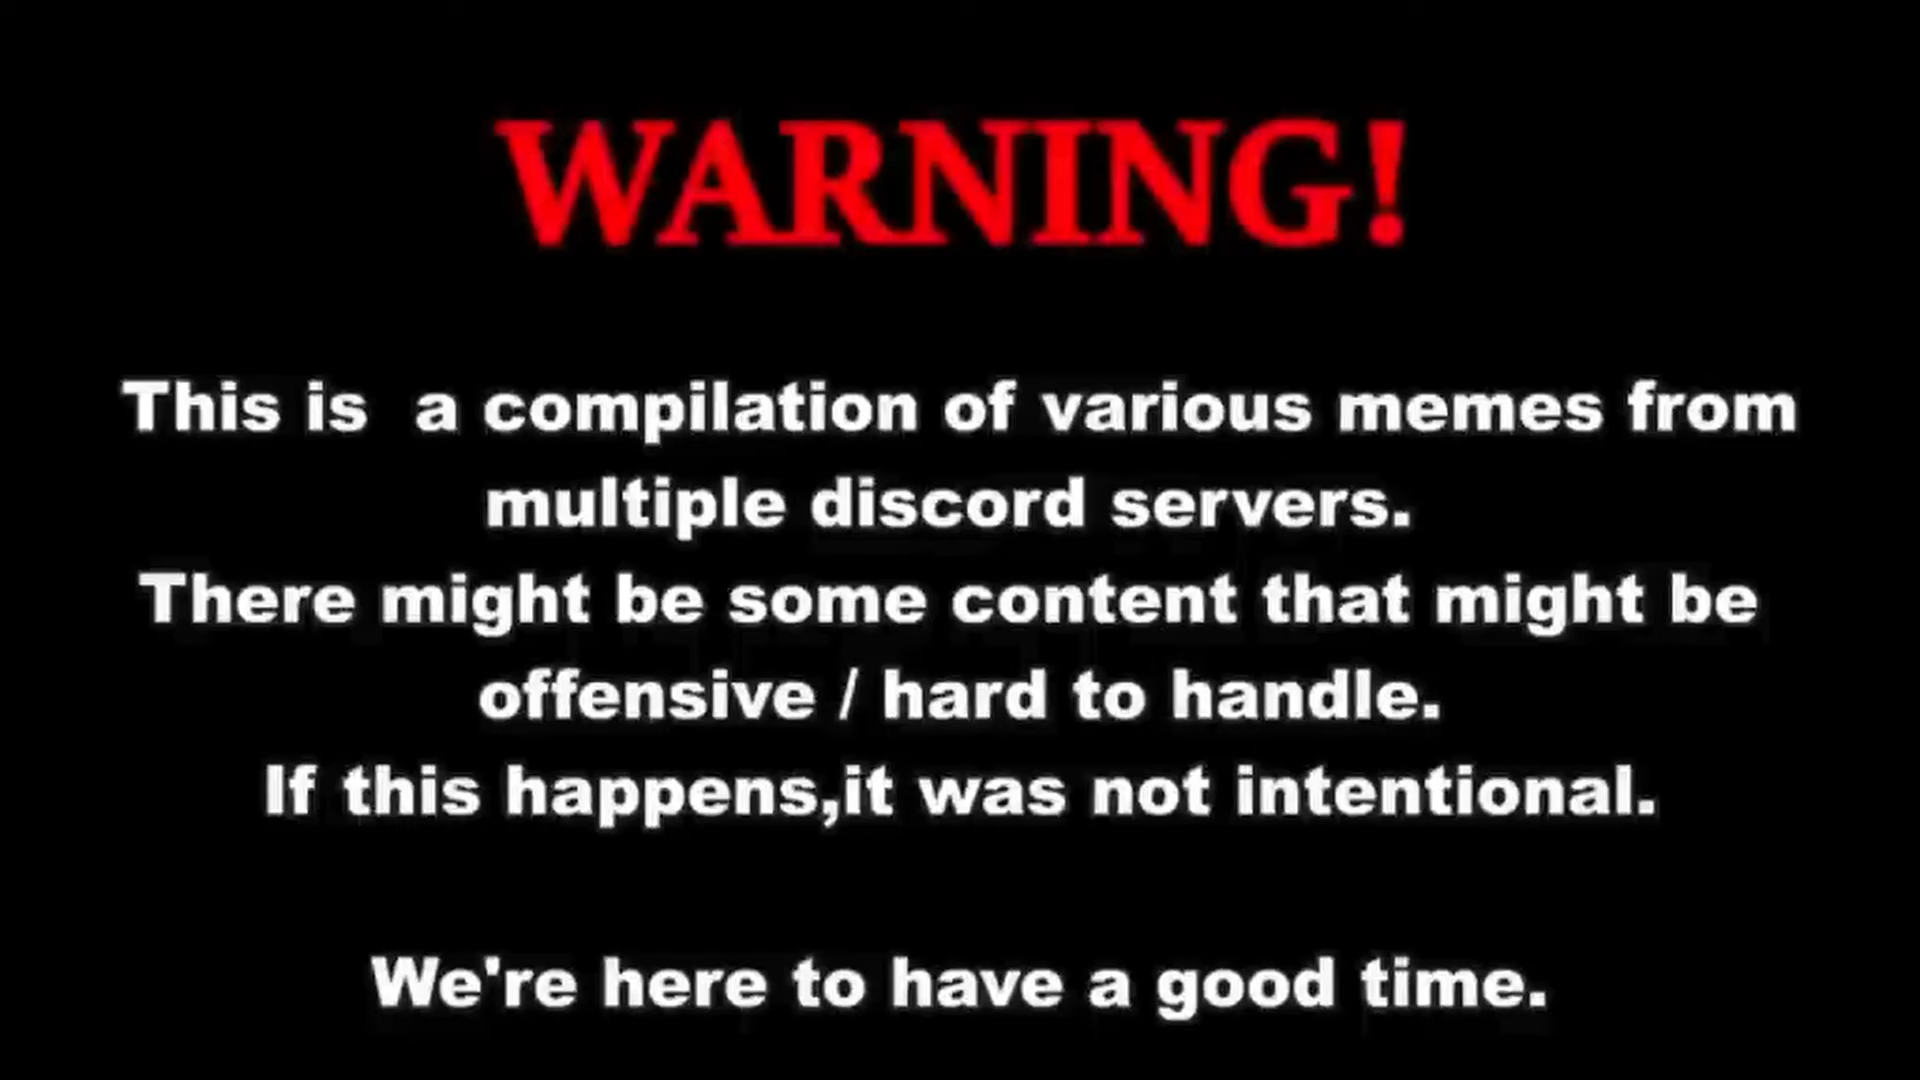 WARNING!
This is  a compilation of various memes from
multiple discord servers.
There might be some content that might be
offensive / hard to handle.
If this happens,it was not intentional.
We're here to have a good time.